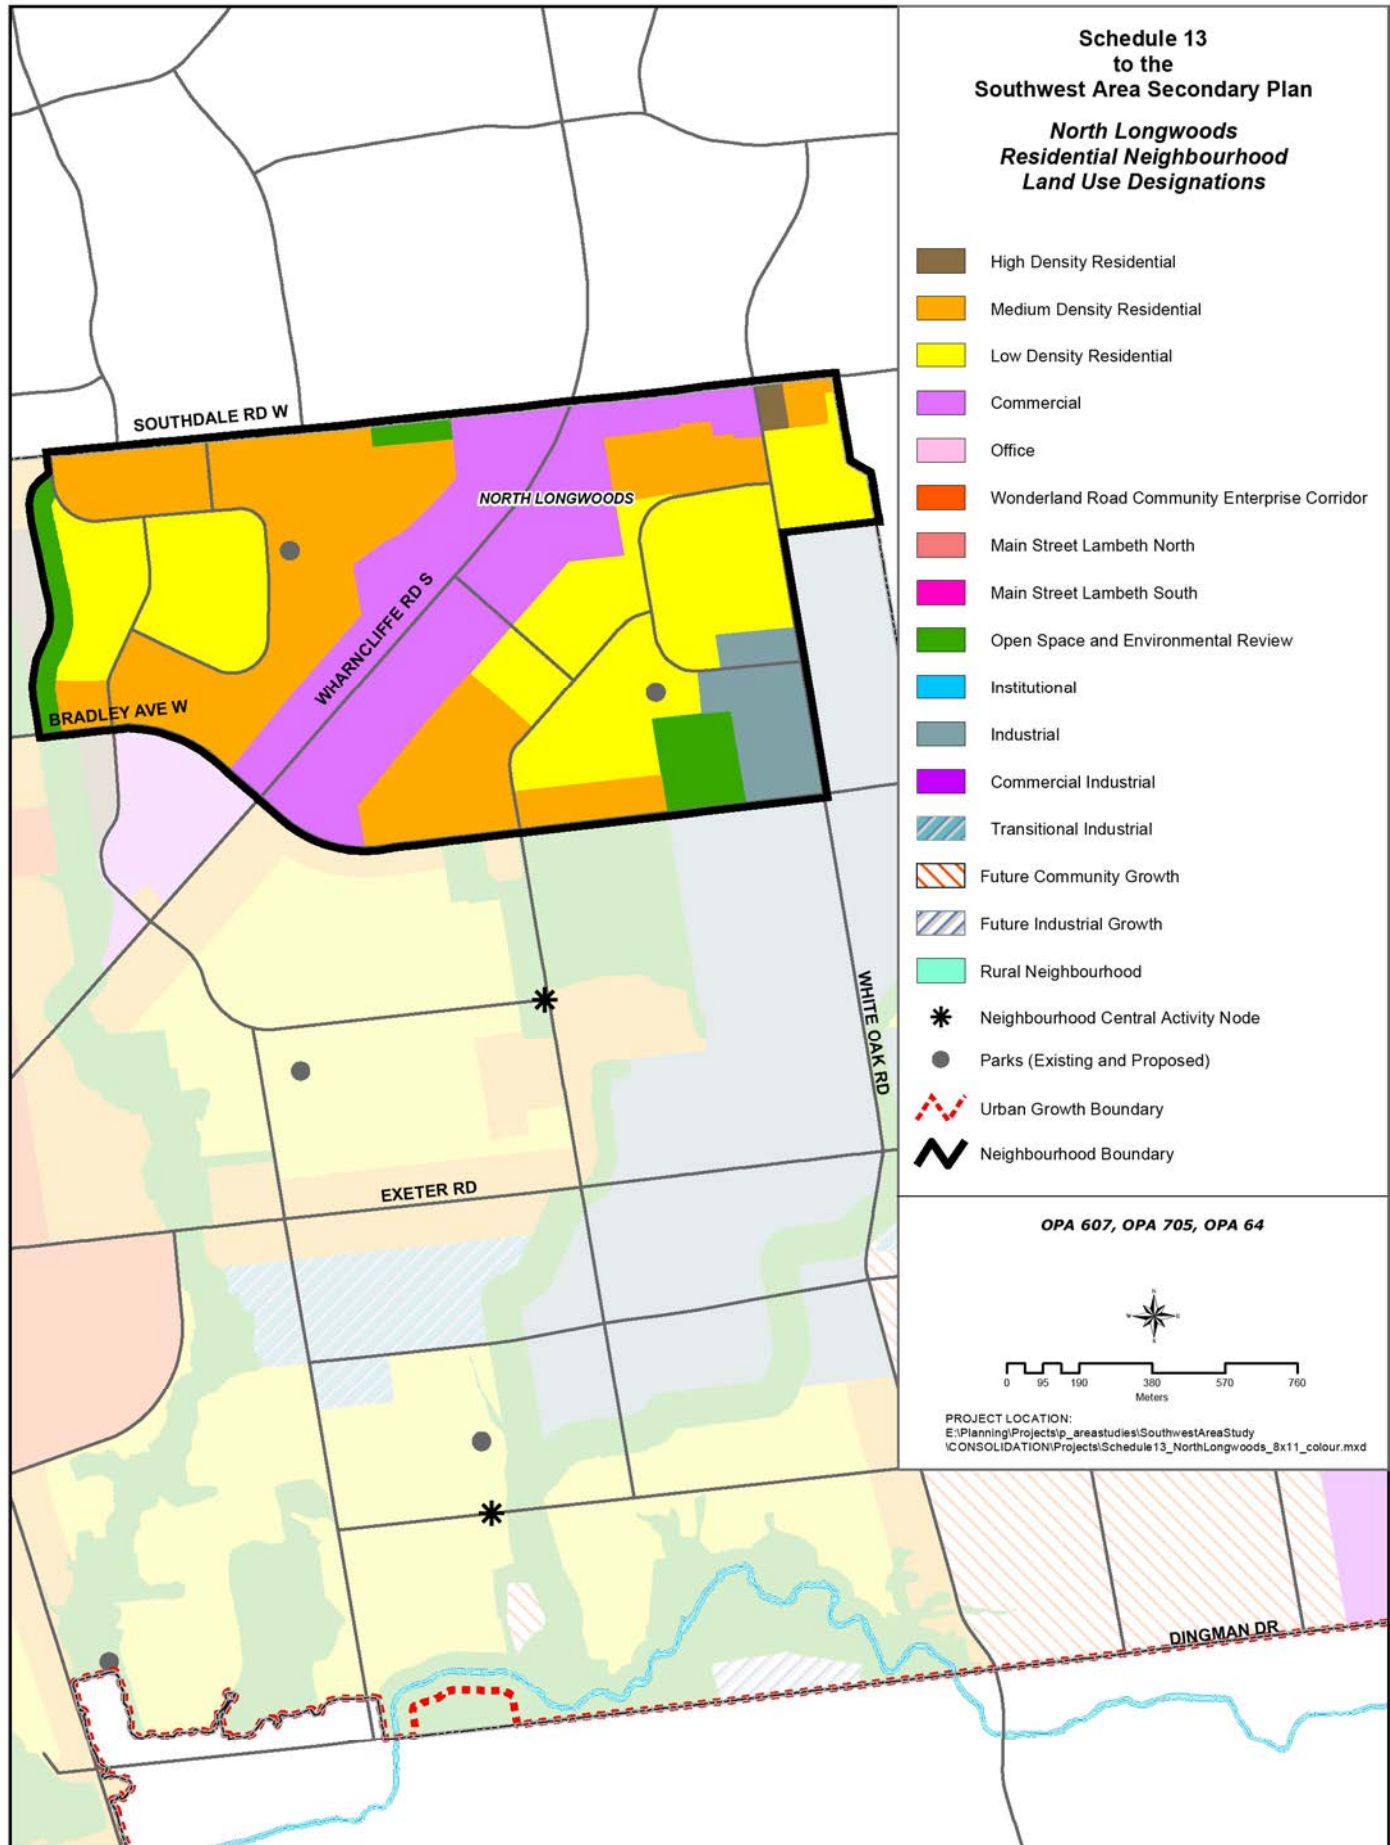 Schedule 13
to the
Southwest Area Secondary Plan
North Longwoods
Residential Neighbourhood
Land Use Designations
High Density Residential
Medium Density Residential
Low Density Residential
Commercial
Office
Wonderland Road Community Enterprise Corridor
Main Street Lambeth North
Main Street Lambeth South
Open Space and Environmental Review
Institutional
Industrial
Commercial Industrial
Transitional Industrial
Future Community Growth
Future Industrial Growth
Rural Neighbourhood
Neighbourhood Central Activity Node
Parks (Existing and Proposed)
Urban Growth Boundary
Neighbourhood Boundary
OPA 607, OPA 705, OPA 64
N
W E
S
0 95 190 380 570 760
Meters
PROJECT LOCATION:
E:\Planning\Projects\p_areastudies\SouthwestAreaStudy
\CONSOLIDATION\Projects\Schedule13_NorthLongwoods_8x11_colour.mxd
SOUTHDALE RD W
NORTH LONGWOODS
WHARNCLIFFE RD S
BRADLEY AVE W
WHITE OAK RD
EXETER RD
DINGMAN DR